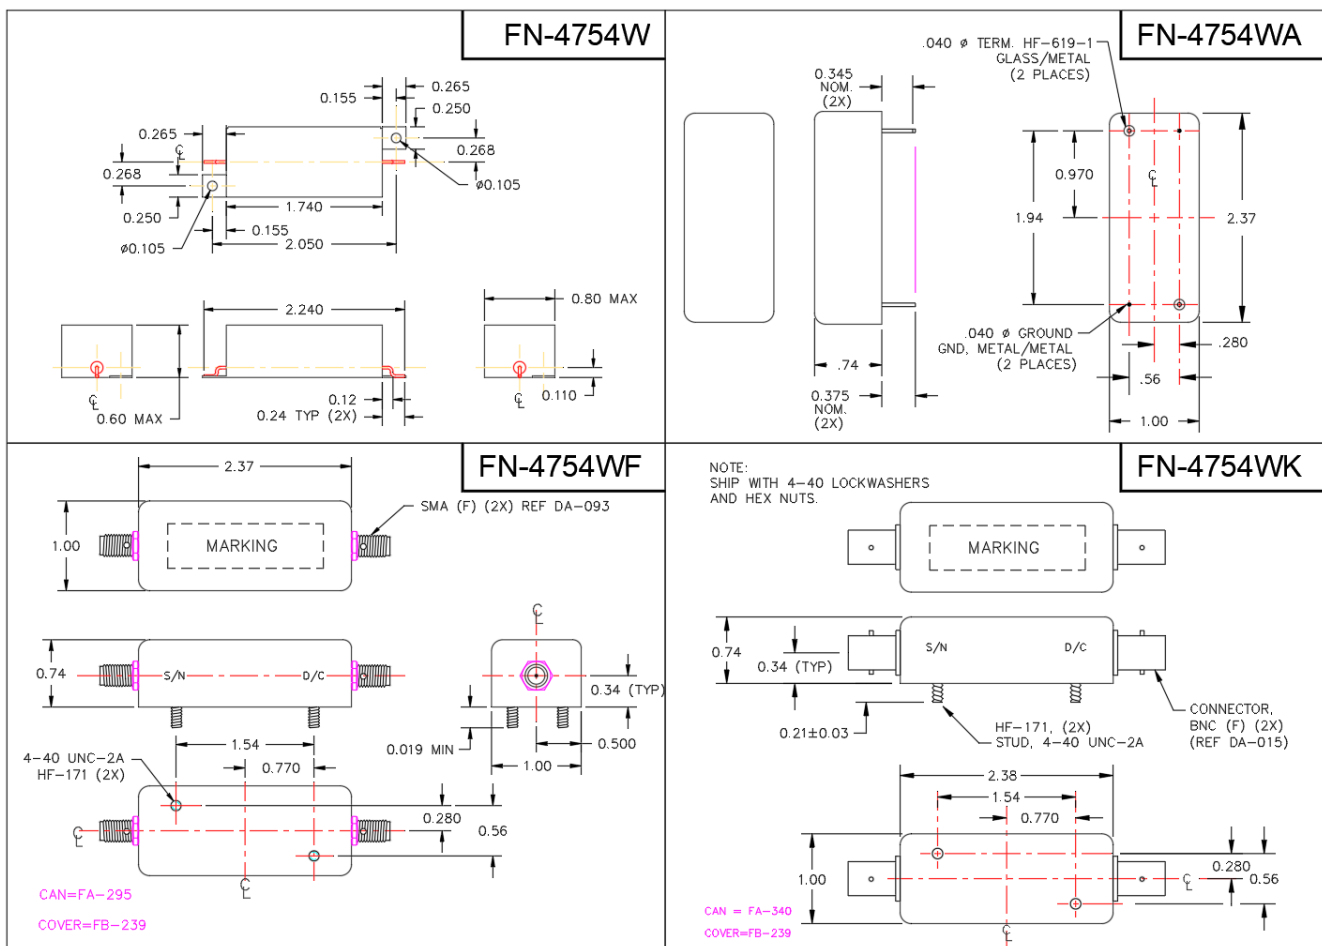 FN-4754W
0.265
0.155
0.250
0.265
℄
0.268
0.268
ø0.105
0.250
1.740
0.155
ø0.105
2.050
2.240
0.80 MAX
0.12
0.110
℄
℄
0.60 MAX
0.24 TYP (2X)
FN-4754WA
.040 ø TERM. HF-619-1
GLASS/METAL
(2 PLACES)
0.345
NOM.
(2X)
0.970
℄
1.94
2.37
.040 ø GROUND
GND, METAL/METAL
(2 PLACES)
.280
.74
.56
0.375
NOM.
(2X)
1.00
FN-4754WF
2.37
SMA (F) (2X) REF DA-093
1.00
MARKING
℄
0.74
S/N
D/C
0.34 (TYP)
0.019 MIN
0.500
1.54
1.00
4-40 UNC-2A
HF-171 (2X)
0.770
0.280
0.56
℄
℄
CAN=FA-295
COVER=FB-239
FN-4754WK
NOTE:
SHIP WITH 4-40 LOCKWASHERS
AND HEX NUTS.
MARKING
0.74
S/N
D/C
0.34 (TYP)
0.21±0.03
HF-171, (2X)
STUD, 4-40 UNC-2A
CONNECTOR,
BNC (F) (2X)
(REF DA-015)
2.38
1.54
0.770
0.280
1.00
0.56
℄
℄
CAN = FA-340
COVER=FB-239